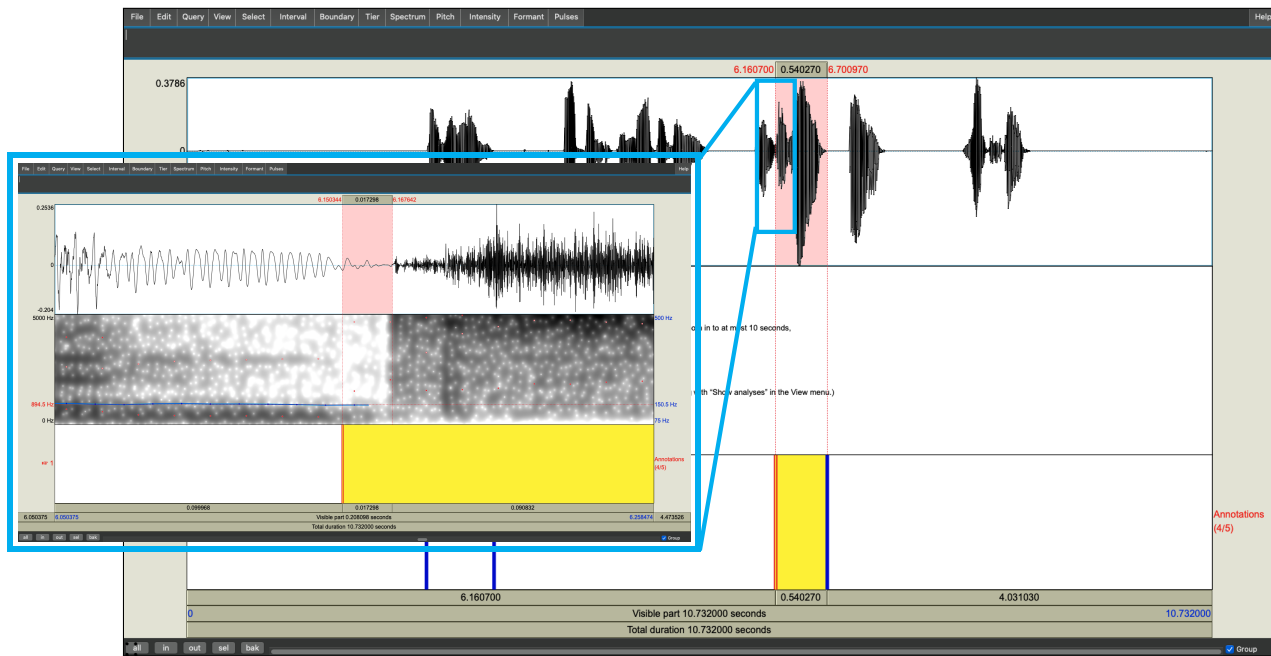 File Edit Query View Select Interval Boundary Tier Spectrum Pitch Intensity Formant Pulses Help
6.160700 0.540270 6.700970
0.3786
0
File Edit Query View Select Interval Boundary Tier Spectrum Pitch Intensity Formant Pulses Help
6.150344 0.017298 6.167642
0.2536
0
-0.204
5000 Hz 500 Hz
894.5 Hz 150.5 Hz
0 Hz 75 Hz
1 Annotations
(4/5)
0.099968 0.017298 0.090832
6.050375 6.050375 Visible part 0.208098 seconds 6.258474 4.473526
Total duration 10.732000 seconds
all in out sel bak Group
in to at most 10 seconds,
with "Show analyses" in the View menu.)
Annotations
(4/5)
6.160700 0.540270 4.031030
0 Visible part 10.732000 seconds 10.732000
Total duration 10.732000 seconds
all in out sel bak Group